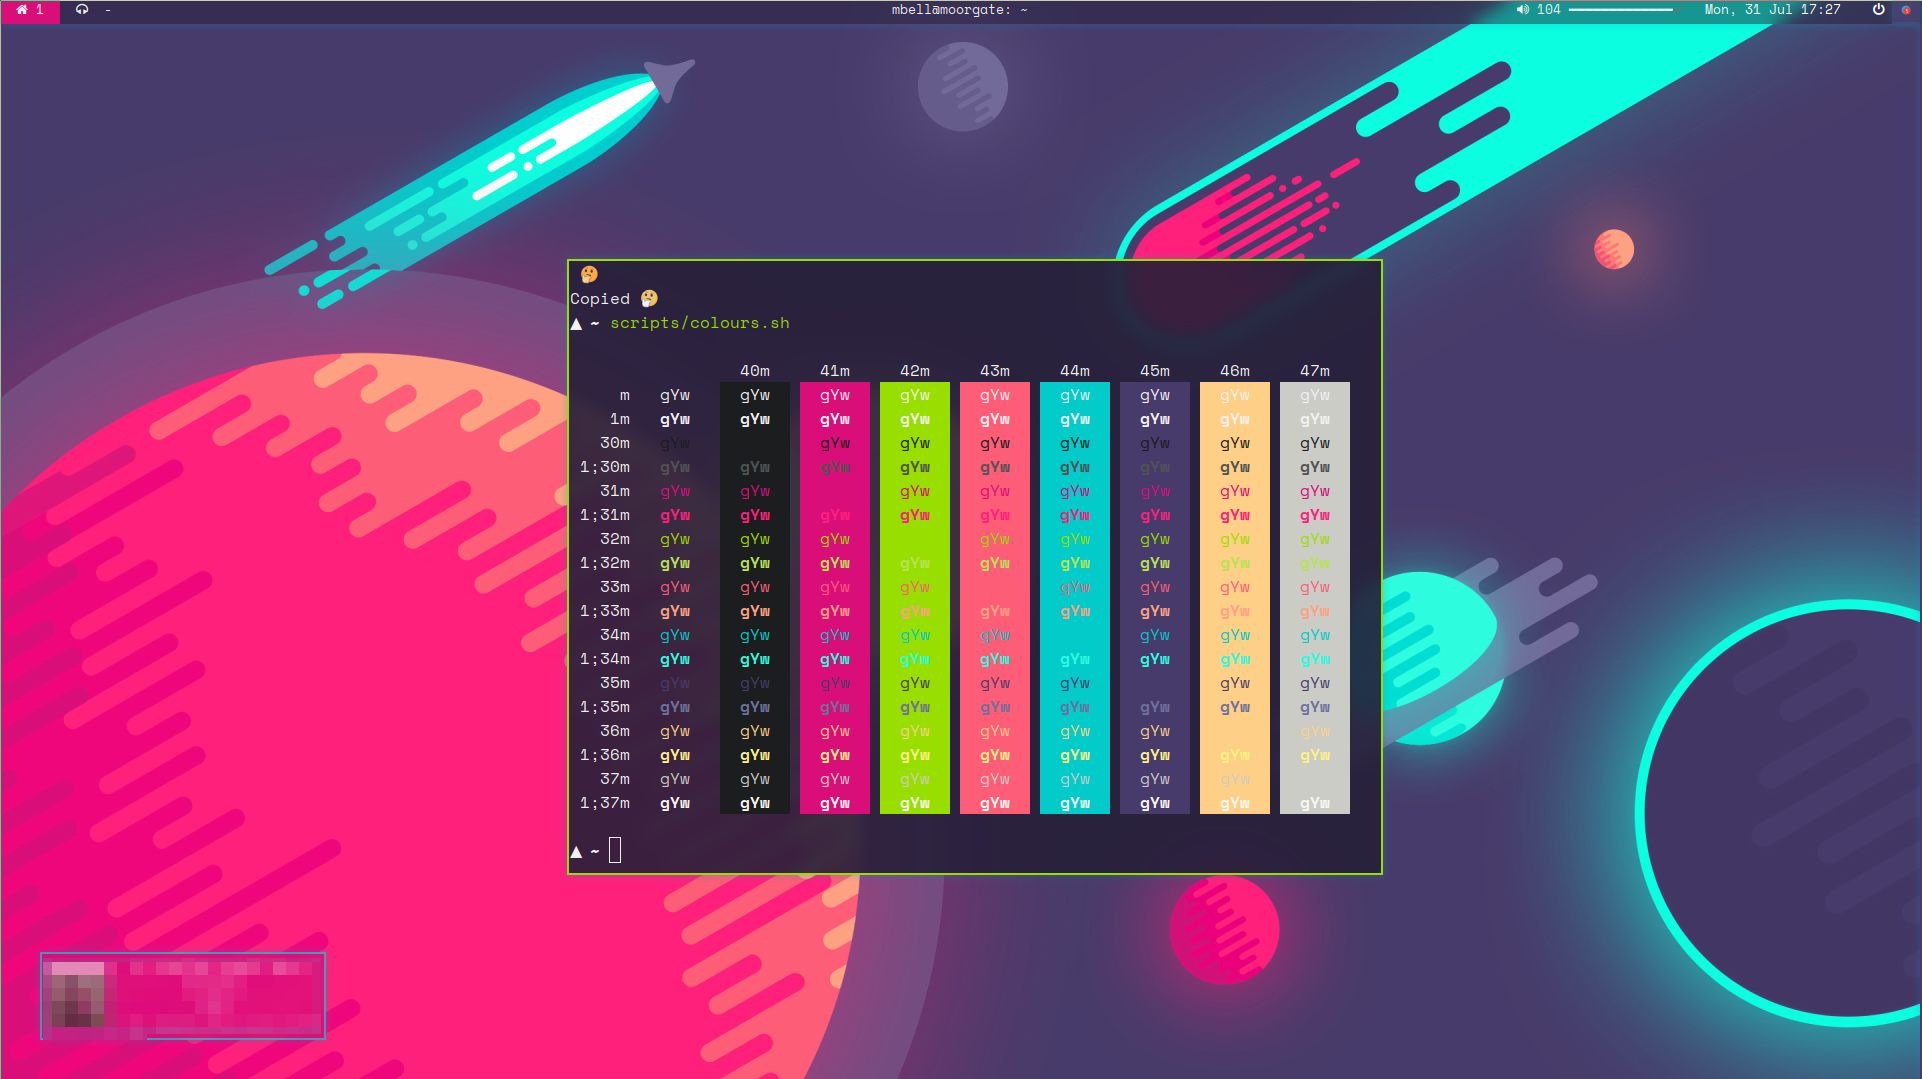 1 - mbell@moorgate: ~ 104 Mon, 31 Jul 17:27
🤔
Copied 🤔
▲ ~ scripts/colours.sh
40m 41m 42m 43m 44m 45m 46m 47m
m gYw gYw gYw gYw gYw gYw gYw gYw gYw
1m gYw gYw gYw gYw gYw gYw gYw gYw gYw
30m gYw gYw gYw gYw gYw gYw gYw gYw
1;30m gYw gYw gYw gYw gYw gYw gYw gYw gYw
31m gYw gYw gYw gYw gYw gYw gYw gYw
1;31m gYw gYw gYw gYw gYw gYw gYw gYw gYw
32m gYw gYw gYw gYw gYw gYw gYw gYw
1;32m gYw gYw gYw gYw gYw gYw gYw gYw gYw
33m gYw gYw gYw gYw gYw gYw gYw gYw
1;33m gYw gYw gYw gYw gYw gYw gYw gYw gYw
34m gYw gYw gYw gYw gYw gYw gYw gYw
1;34m gYw gYw gYw gYw gYw gYw gYw gYw gYw
35m gYw gYw gYw gYw gYw gYw gYw gYw
1;35m gYw gYw gYw gYw gYw gYw gYw gYw gYw
36m gYw gYw gYw gYw gYw gYw gYw gYw
1;36m gYw gYw gYw gYw gYw gYw gYw gYw gYw
37m gYw gYw gYw gYw gYw gYw gYw gYw
1;37m gYw gYw gYw gYw gYw gYw gYw gYw gYw
▲ ~